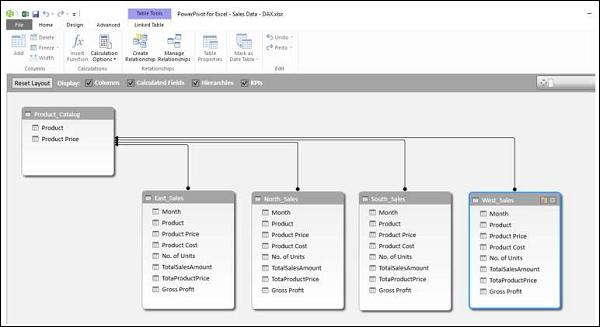 Table Tools
PowerPivot for Excel - Sales Data - DAX.xlsx
File
Home
Design
Advanced
Linked Table
Add
Delete
Freeze
Width
Columns
Insert Function
Calculation Options
Calculations
Create Relationship
Manage Relationships
Relationships
Table Properties
Mark as Date Table
Undo
Redo
Edit
Reset Layout
Display:
Columns
Calculated Fields
Hierarchies
KPIs
Product_Catalog
Product
Product Price
East_Sales
Month
Product
Product Price
Product Cost
No. of Units
TotalSalesAmount
TotaProductPrice
Gross Profit
North_Sales
Month
Product
Product Price
Product Cost
No. of Units
TotalSalesAmount
TotaProductPrice
Gross Profit
South_Sales
Month
Product
Product Price
Product Cost
No. of Units
TotalSalesAmount
TotaProductPrice
Gross Profit
West_Sales
Month
Product
Product Price
Product Cost
No. of Units
TotalSalesAmount
TotaProductPrice
Gross Profit